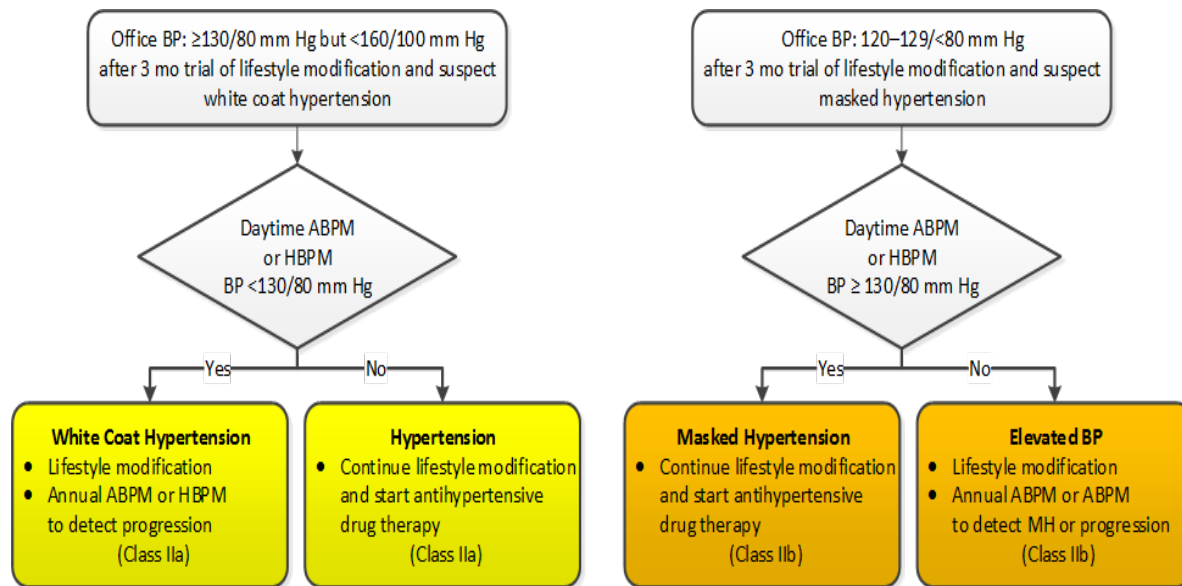 Office BP: ≥130/80 mm Hg but <160/100 mm Hg
after 3 mo trial of lifestyle modification and suspect
white coat hypertension
Daytime ABPM
or HBPM
BP <130/80 mm Hg
Yes
No
White Coat Hypertension
• Lifestyle modification
• Annual ABPM or HBPM
to detect progression
(Class IIa)
Hypertension
• Continue lifestyle modification
and start antihypertensive
drug therapy
(Class IIa)
Office BP: 120–129/<80 mm Hg
after 3 mo trial of lifestyle modification and suspect
masked hypertension
Daytime ABPM
or HBPM
BP ≥ 130/80 mm Hg
Yes
No
Masked Hypertension
• Continue lifestyle modification
and start antihypertensive
drug therapy
(Class IIb)
Elevated BP
• Lifestyle modification
• Annual ABPM or ABPM
to detect MH or progression
(Class IIb)